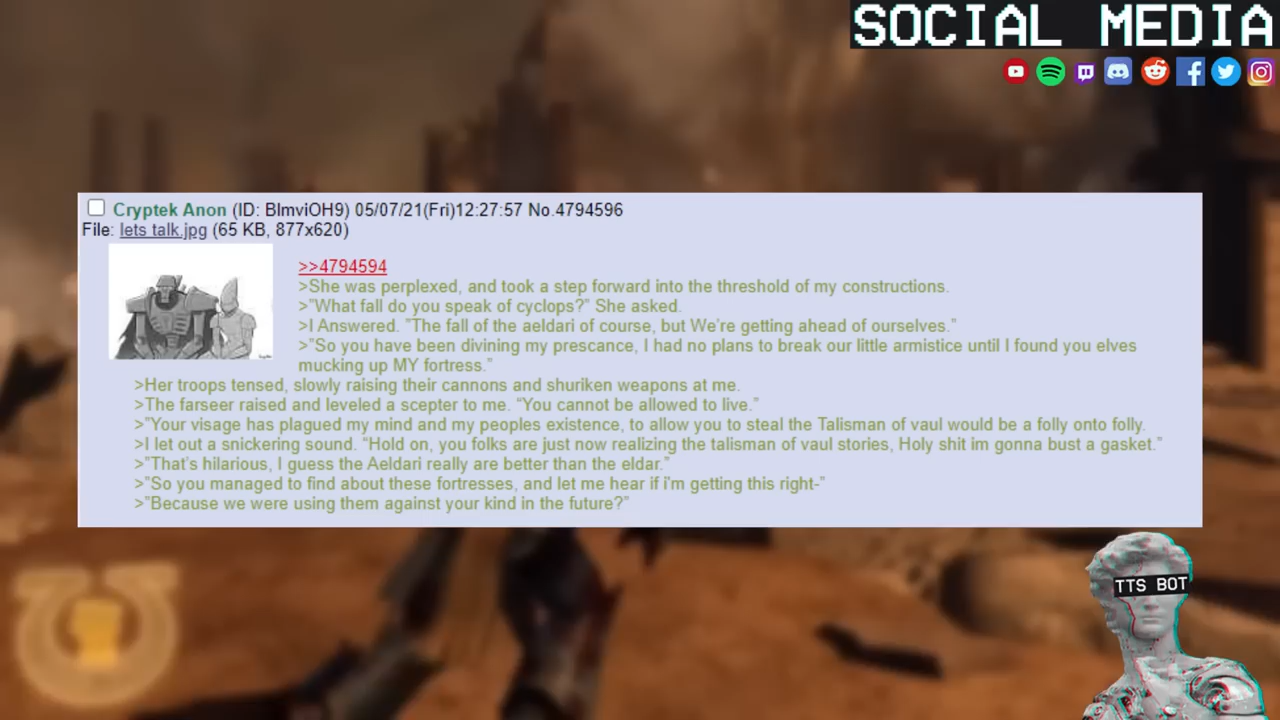 SOCIAL MEDIA
Cryptek Anon (ID: BlmviOH9) 05/07/21(Fri)12:27:57 No.4794596
File: lets talk.jpg (65 KB, 877x620)
>>4794594
>She was perplexed, and took a step forward into the threshold of my constructions.
>"What fall do you speak of cyclops?" She asked.
>I Answered. "The fall of the aeldari of course, but We're getting ahead of ourselves."
>"So you have been divining my prescance, I had no plans to break our little armistice until I found you elves
mucking up MY fortress."
>Her troops tensed, slowly raising their cannons and shuriken weapons at me.
>The farseer raised and leveled a scepter to me. “You cannot be allowed to live.”
>"Your visage has plagued my mind and my peoples existence, to allow you to steal the Talisman of vaul would be a folly onto folly.
>I let out a snickering sound. “Hold on, you folks are just now realizing the talisman of vaul stories, Holy shit im gonna bust a gasket.”
>"That's hilarious, I guess the Aeldari really are better than the eldar."
>"So you managed to find about these fortresses, and let me hear if i'm getting this right-"
>"Because we were using them against your kind in the future?"
TTS BOT